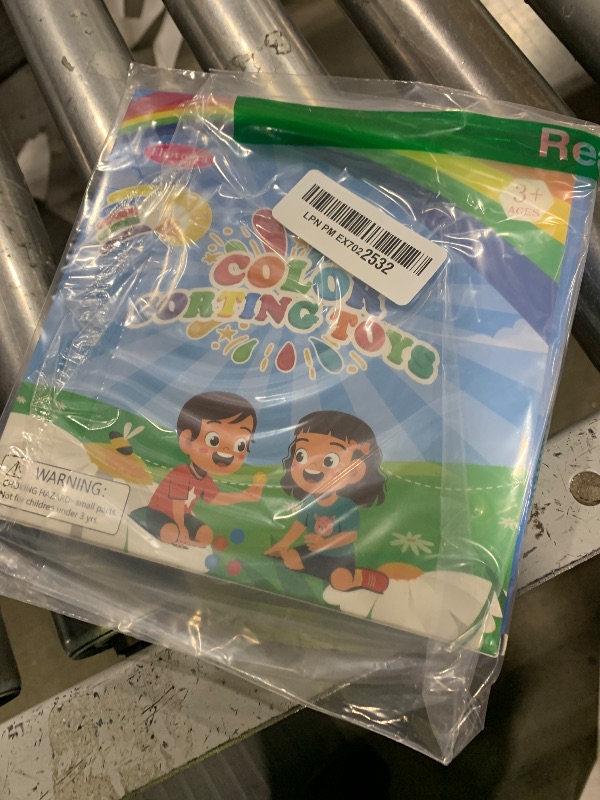 Re
3+
AGES
LPN PM EX7022532
COLOR
SORTING TOYS
WARNING:
CHOKING HAZARD-small parts
Not for children under 3 yrs.